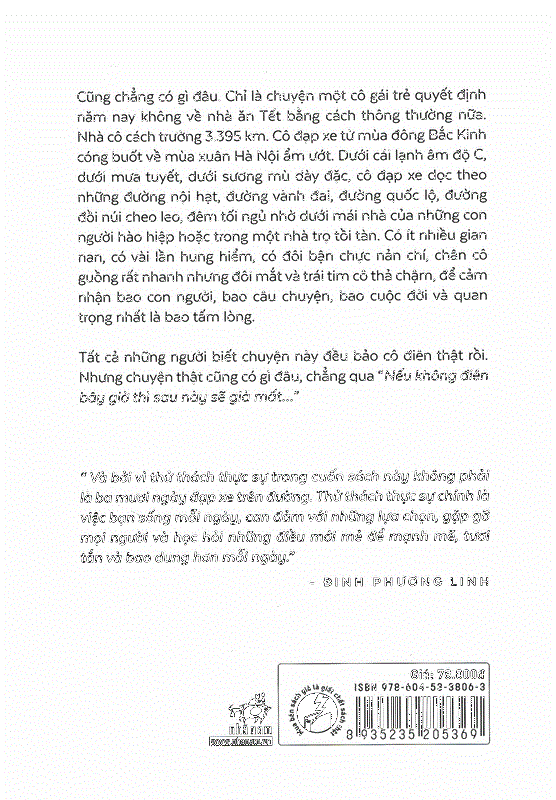 Cũng chẳng có gì đâu. Chỉ là chuyện một cô gái trẻ quyết định
năm nay không về nhà ăn Tết bằng cách thông thường nữa.
Nhà cô cách trường 3.395 km. Cô đạp xe từ mùa đông Bắc Kinh
cóng buốt về mùa xuân Hà Nội ẩm ướt. Dưới cái lạnh âm độ C,
dưới mưa tuyết, dưới sương mù dày đặc, cô đạp xe dọc theo
những đường nội hạt, đường vành đai, đường quốc lộ, đường
đồi núi cheo leo, đêm tối ngủ nhờ dưới mái nhà của những con
người hào hiệp hoặc trong một nhà trọ tồi tàn. Có ít nhiều gian
nan, có vài lần hung hiểm, có đôi bận chực nản chí, chân cô
guồng rất nhanh nhưng đôi mắt và trái tim cô thả chậm, để cảm
nhận bao con người, bao câu chuyện, bao cuộc đời và quan
trọng nhất là bao tấm lòng.
Tất cả những người biết chuyện này đều bảo cô điên thật rồi.
Nhưng chuyện thật cũng có gì đâu, chẳng qua “Nếu không điên
bây giờ thì sau này sẽ già mất...”
“Và bởi vì thử thách thực sự trong cuốn sách này không phải
là ba mươi ngày đạp xe trên đường. Thử thách thực sự chính là
việc bạn sống mỗi ngày, can đảm với những lựa chọn, gặp gỡ
mọi người và học hỏi những điều mới mẻ để mạnh mẽ, tươi
tắn và bao dung hơn mỗi ngày.”
- ĐINH PHƯƠNG LINH
Giá: 78.000đ
ISBN 978-604-53-3806-3
Mua bán sách giả là giết chết sách thật
8 935235 205369
nhã nam
www.nhanam.vn